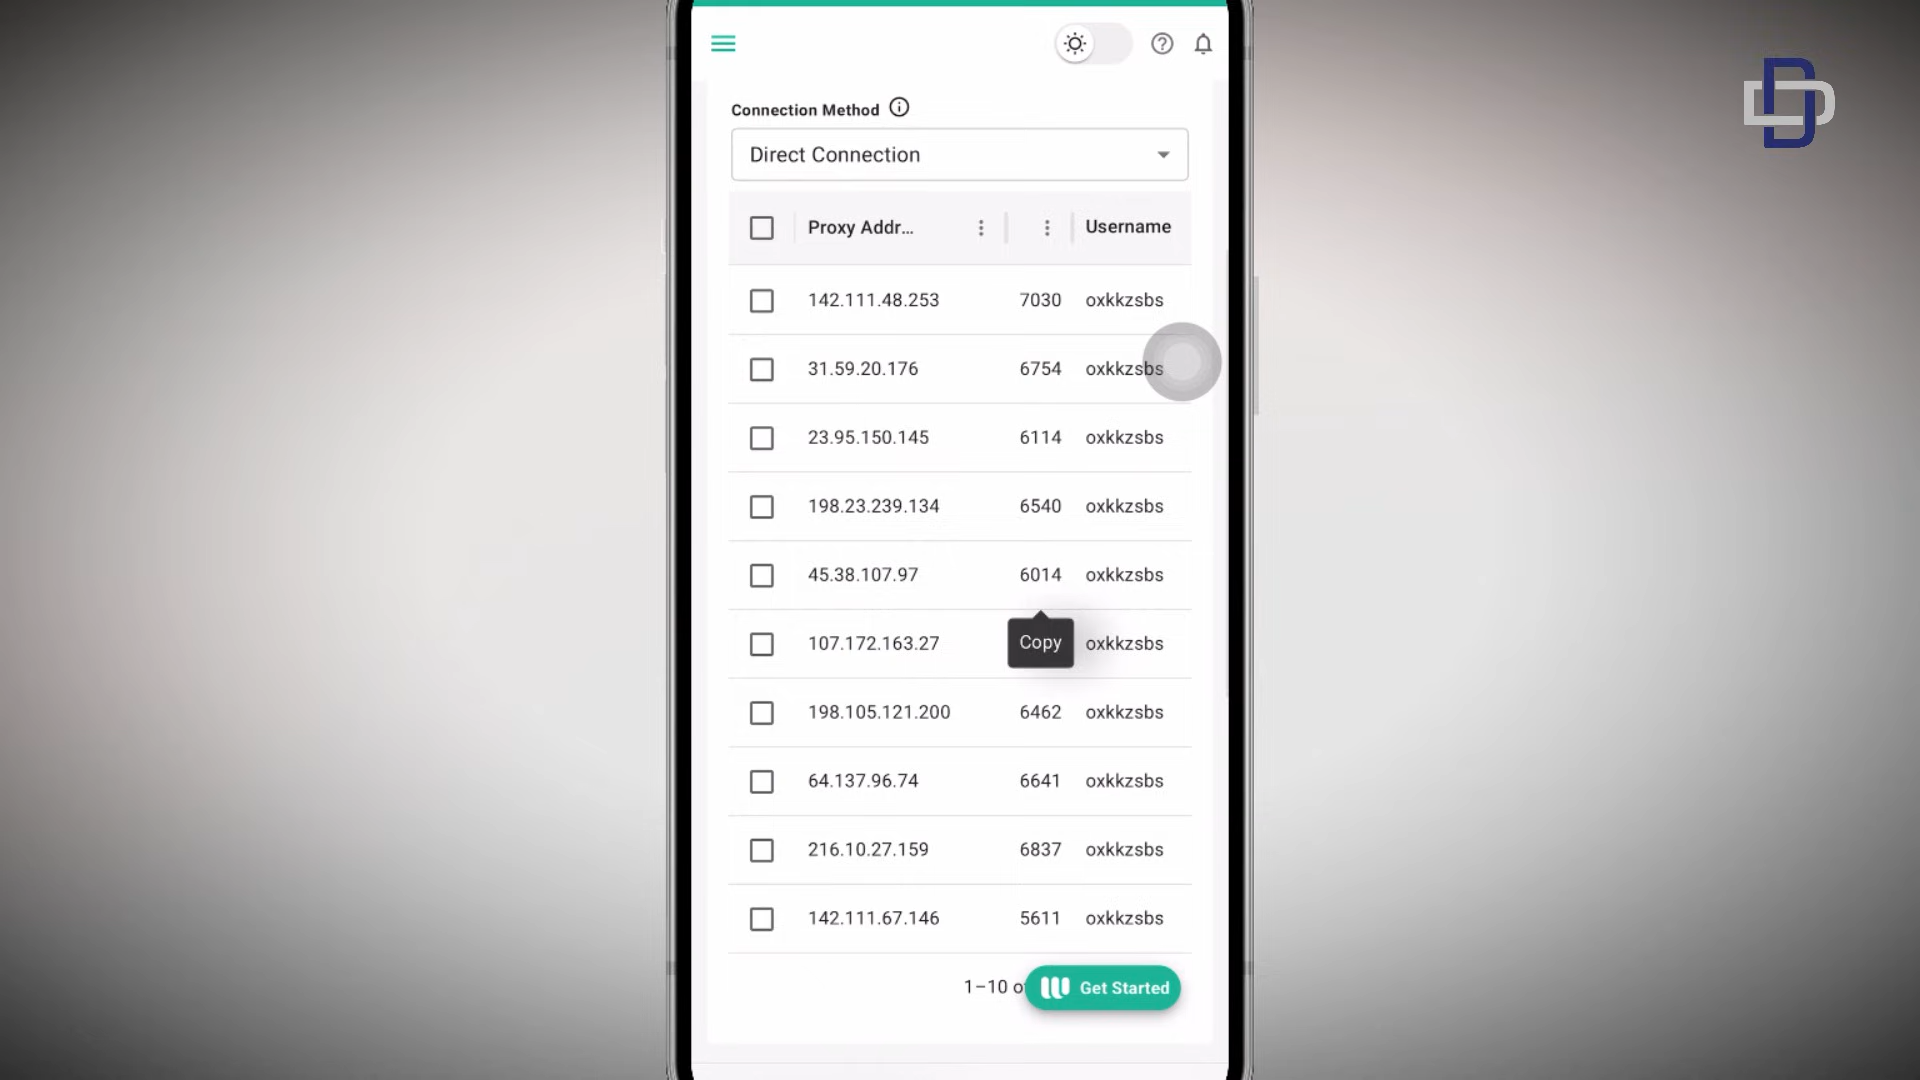 Connection Method
Direct Connection
Proxy Addr... Username
142.111.48.253 7030 oxkkzsbs
31.59.20.176 6754 oxkkzsbs
23.95.150.145 6114 oxkkzsbs
198.23.239.134 6540 oxkkzsbs
45.38.107.97 6014 oxkkzsbs
107.172.163.27 Copy oxkkzsbs
198.105.121.200 6462 oxkkzsbs
64.137.96.74 6641 oxkkzsbs
216.10.27.159 6837 oxkkzsbs
142.111.67.146 5611 oxkkzsbs
1–10 Get Started